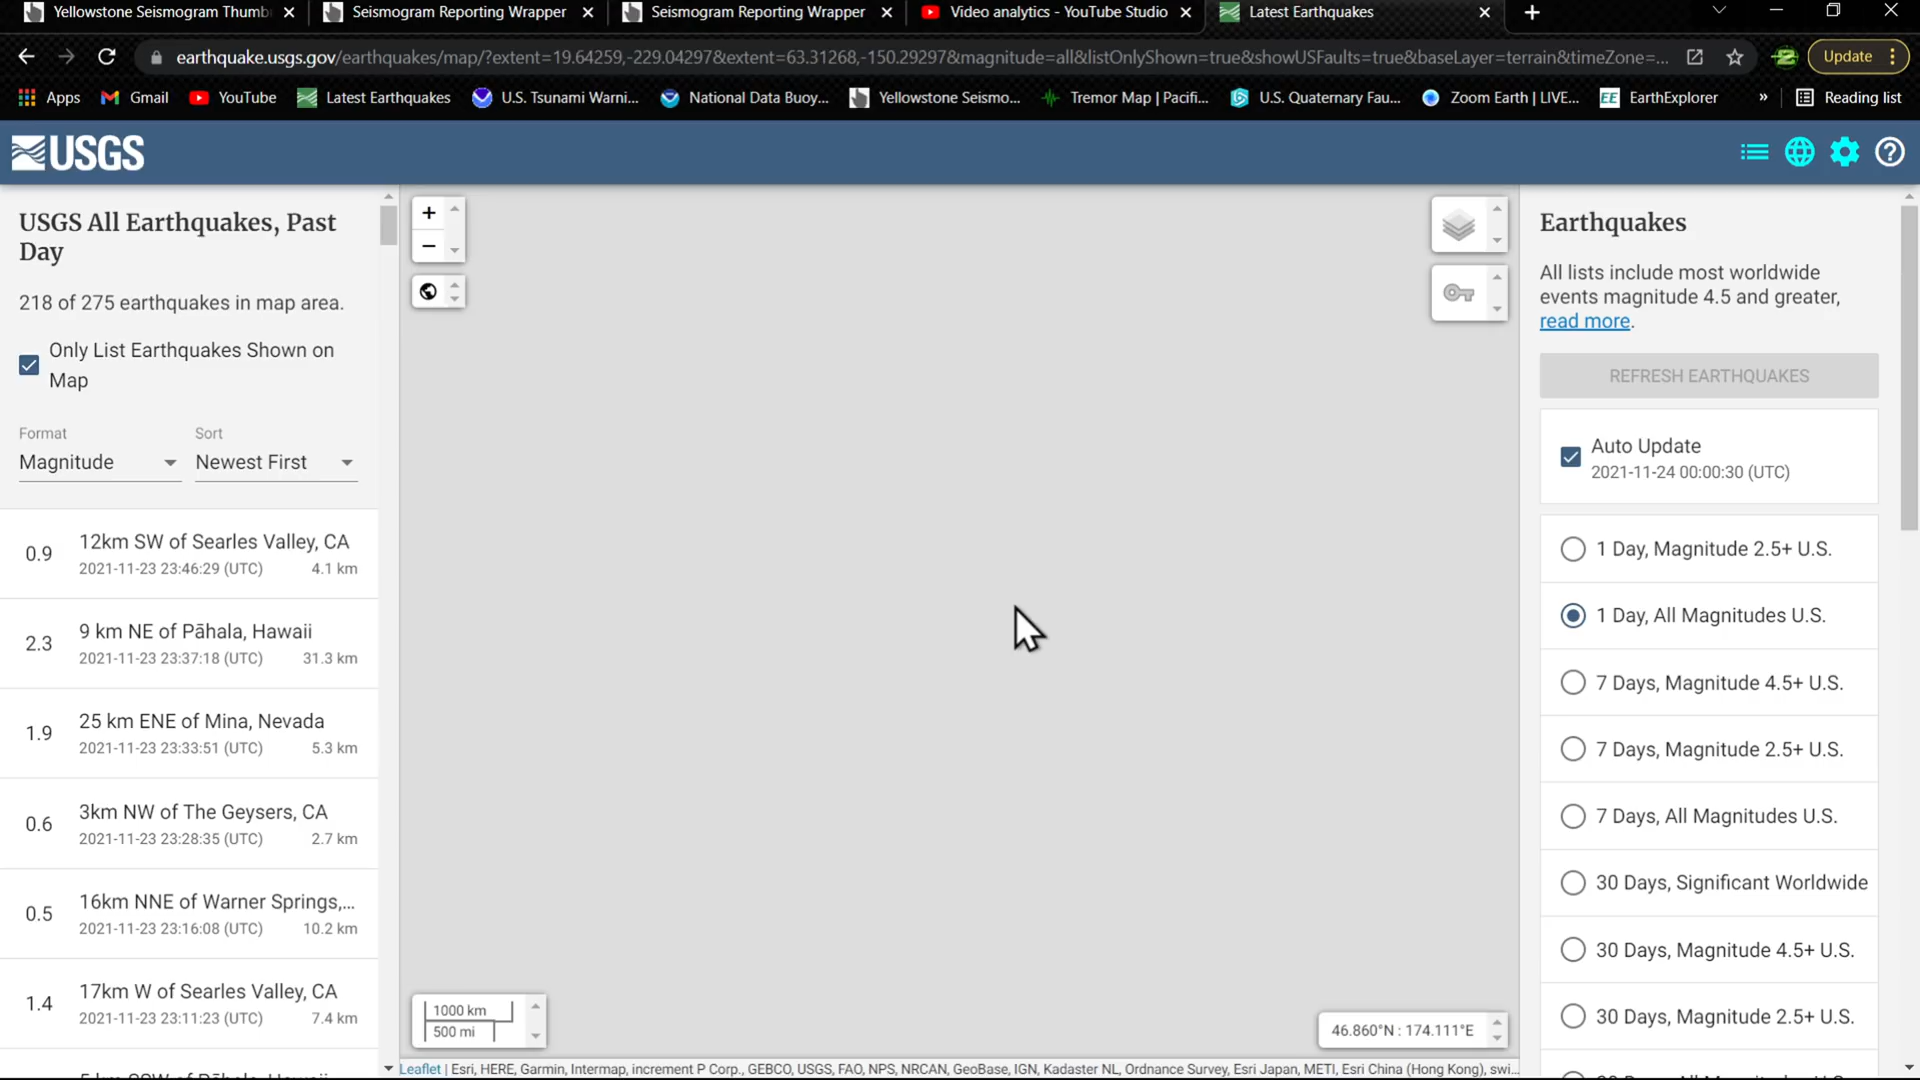 Yellowstone Seismogram Thumb
Seismogram Reporting Wrapper
Seismogram Reporting Wrapper
Video analytics - YouTube Studio
Latest Earthquakes
earthquake.usgs.gov/earthquakes/map/?extent=19.64259,-229.04297&extent=63.31268,-150.29297&magnitude=all&listOnlyShown=true&showUSFaults=true&baseLayer=terrain&timeZone=...
Update
Apps
Gmail
YouTube
Latest Earthquakes
U.S. Tsunami Warni...
National Data Buoy...
Yellowstone Seismo...
Tremor Map | Pacifi...
U.S. Quaternary Fau...
Zoom Earth | LIVE...
EE
EarthExplorer
»
Reading list
USGS
USGS All Earthquakes, Past
Day
218 of 275 earthquakes in map area.
Only List Earthquakes Shown on
Map
Format
Sort
Magnitude
Newest First
0.9
12km SW of Searles Valley, CA
2021-11-23 23:46:29 (UTC)
4.1 km
2.3
9 km NE of Pāhala, Hawaii
2021-11-23 23:37:18 (UTC)
31.3 km
1.9
25 km ENE of Mina, Nevada
2021-11-23 23:33:51 (UTC)
5.3 km
0.6
3km NW of The Geysers, CA
2021-11-23 23:28:35 (UTC)
2.7 km
0.5
16km NNE of Warner Springs,...
2021-11-23 23:16:08 (UTC)
10.2 km
1.4
17km W of Searles Valley, CA
2021-11-23 23:11:23 (UTC)
7.4 km
+
−
1000 km
500 mi
46.860°N : 174.111°E
Leaflet | Esri, HERE, Garmin, Intermap, increment P Corp., GEBCO, USGS, FAO, NPS, NRCAN, GeoBase, IGN, Kadaster NL, Ordnance Survey, Esri Japan, METI, Esri China (Hong Kong), swi...
Earthquakes
All lists include most worldwide
events magnitude 4.5 and greater,
read more.
REFRESH EARTHQUAKES
Auto Update
2021-11-24 00:00:30 (UTC)
1 Day, Magnitude 2.5+ U.S.
1 Day, All Magnitudes U.S.
7 Days, Magnitude 4.5+ U.S.
7 Days, Magnitude 2.5+ U.S.
7 Days, All Magnitudes U.S.
30 Days, Significant Worldwide
30 Days, Magnitude 4.5+ U.S.
30 Days, Magnitude 2.5+ U.S.